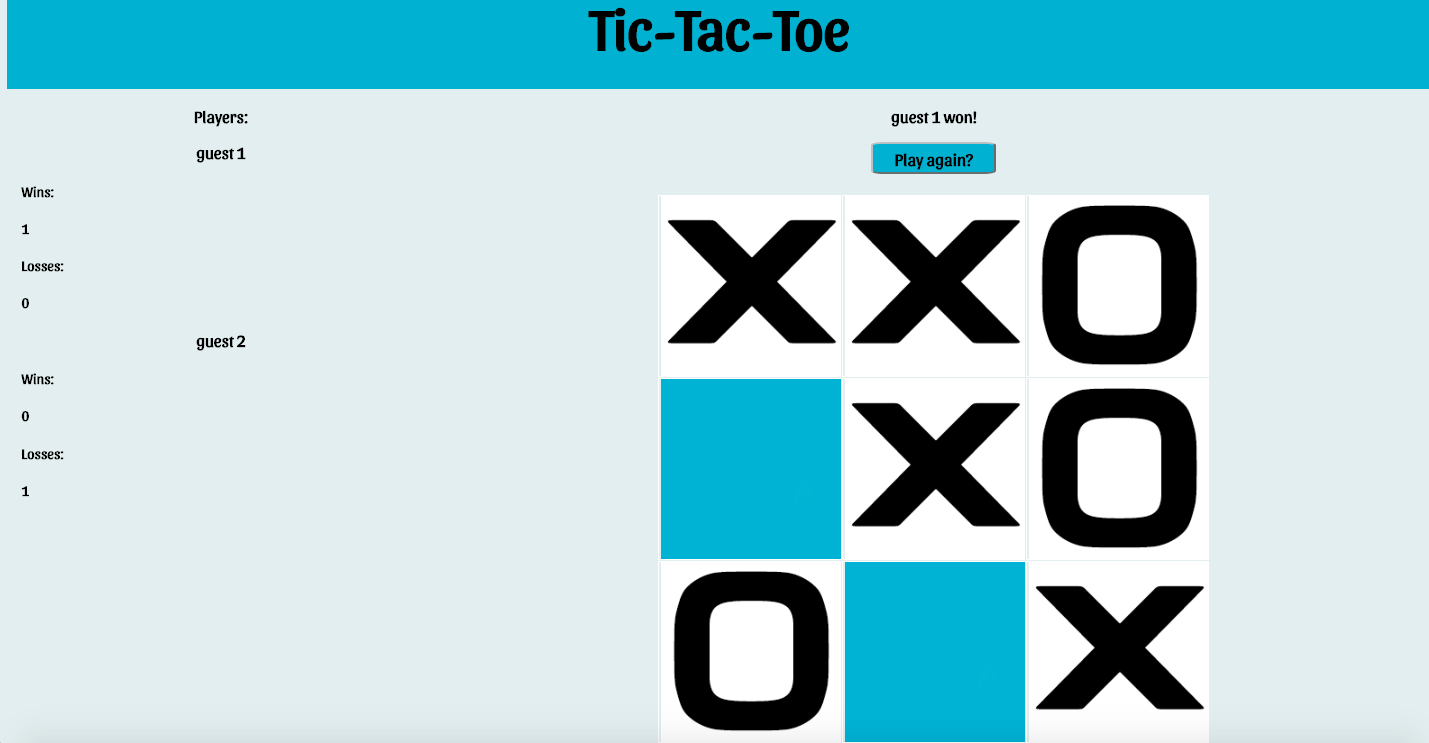 Tic-Tac-Toe
Players:
guest 1
Wins:
1
Losses:
0
guest 2
Wins:
0
Losses:
1
guest 1 won!
Play again?
X X O
X O
O X